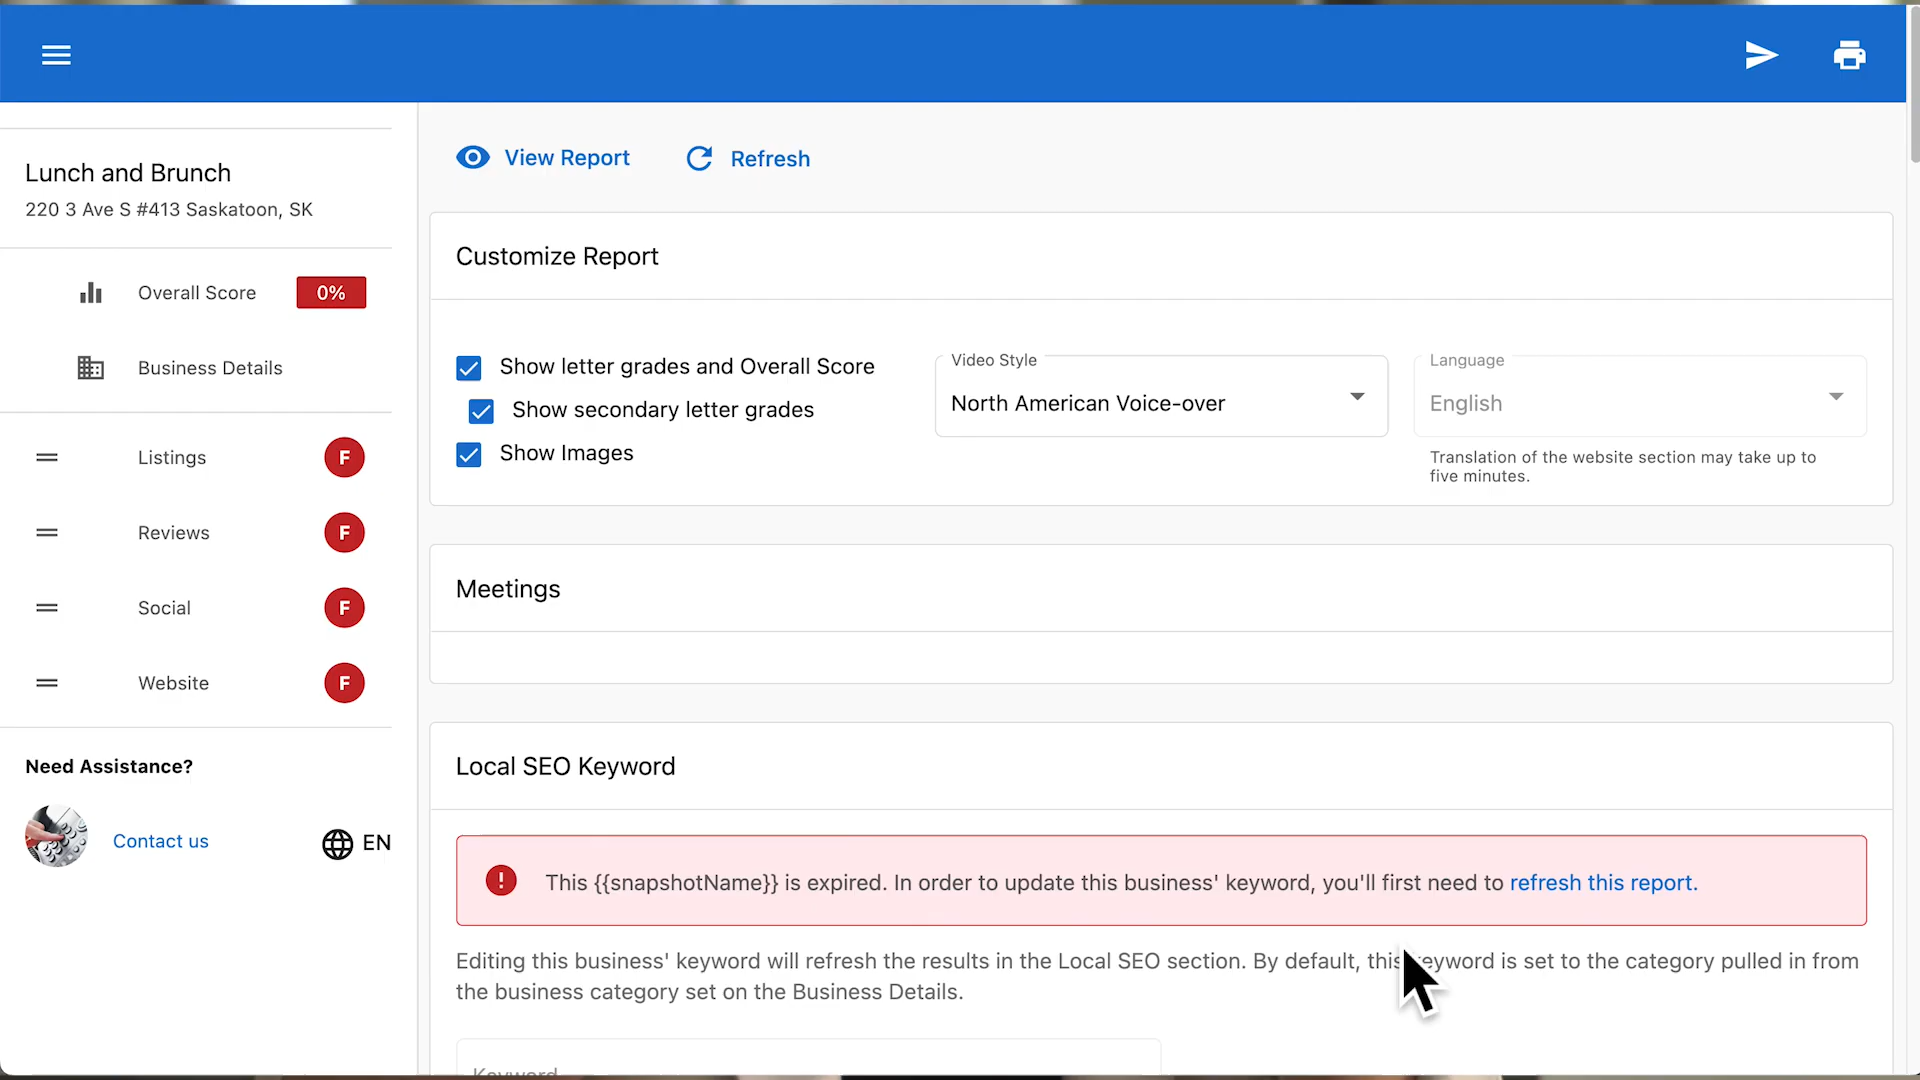 Lunch and Brunch
220 3 Ave S #413 Saskatoon, SK
Overall Score
0%
Business Details
Listings
F
Reviews
F
Social
F
Website
F
Need Assistance?
Contact us
EN
View Report
Refresh
Customize Report
Show letter grades and Overall Score
Show secondary letter grades
Show Images
Video Style
North American Voice-over
Language
English
Translation of the website section may take up to
five minutes.
Meetings
Local SEO Keyword
This {{snapshotName}} is expired. In order to update this business' keyword, you'll first need to refresh this report.
Editing this business' keyword will refresh the results in the Local SEO section. By default, this keyword is set to the category pulled in from
the business category set on the Business Details.
Keyword